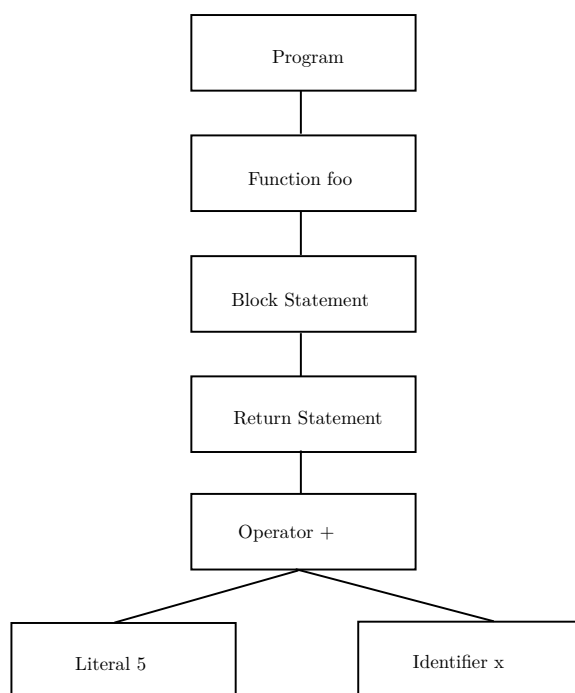 Program
Function foo
Block Statement
Return Statement
Operator +
Literal 5
Identifier x